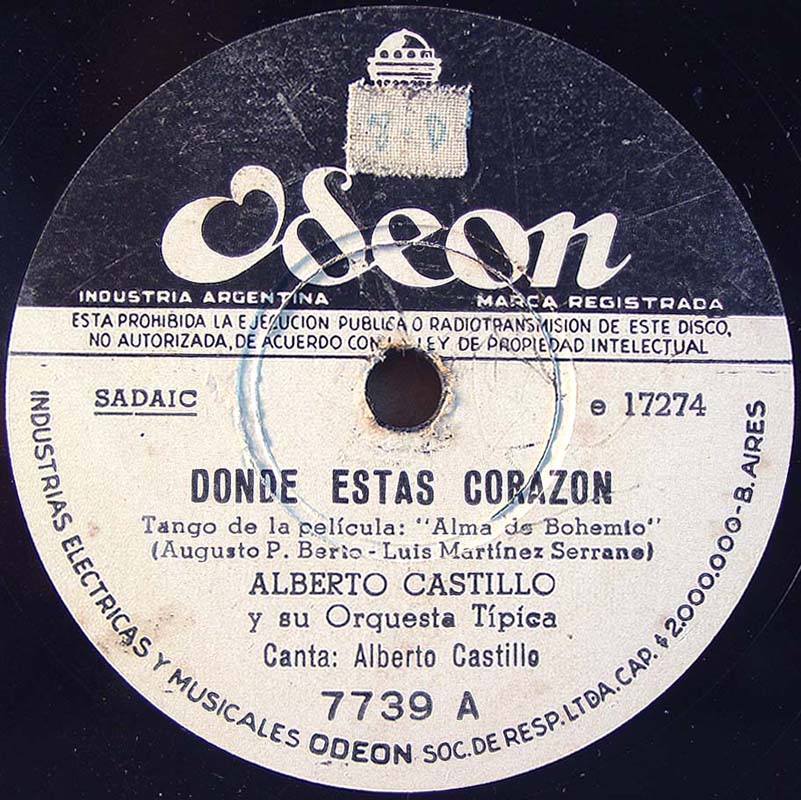 Odeon
INDUSTRIA ARGENTINA
MARCA REGISTRADA
ESTA PROHIBIDA LA EJECUCION PUBLICA O RADIOTRANSMISION DE ESTE DISCO,
NO AUTORIZADA, DE ACUERDO CON LA LEY DE PROPIEDAD INTELECTUAL
SADAIC
e 17274
DONDE ESTAS CORAZON
Tango de la película: "Alma de Bohemio"
(Augusto P. Berto - Luis Martínez Serrano)
ALBERTO CASTILLO
y su Orquesta Típica
Canta: Alberto Castillo
7739 A
INDUSTRIAS ELECTRICAS Y MUSICALES ODEON SOC. DE RESP. LTDA. CAP. $ 2.000.000-B. AIRES